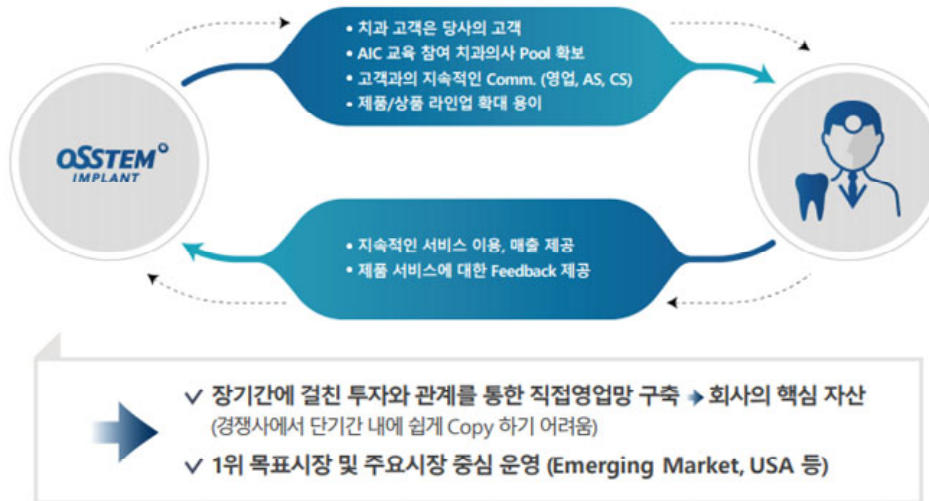 • 치과 고객은 당사의 고객
• AIC 교육 참여 치과의사 Pool 확보
• 고객과의 지속적인 Comm. (영업, AS, CS)
• 제품/상품 라인업 확대 용이
OSSTEM
IMPLANT
• 지속적인 서비스 이용, 매출 제공
• 제품 서비스에 대한 Feedback 제공
✓ 장기간에 걸친 투자와 관계를 통한 직접영업망 구축 ➜ 회사의 핵심 자산
(경쟁사에서 단기간 내에 쉽게 Copy 하기 어려움)
✓ 1위 목표시장 및 주요시장 중심 운영 (Emerging Market, USA 등)